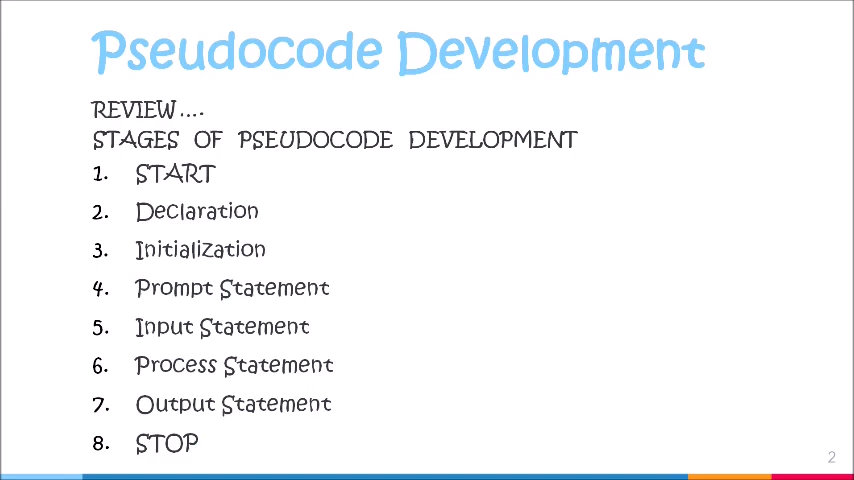 Pseudocode Development
REVIEW....
STAGES OF PSEUDOCODE DEVELOPMENT
1. START
2. Declaration
3. Initialization
4. Prompt Statement
5. Input Statement
6. Process Statement
7. Output Statement
8. STOP
2